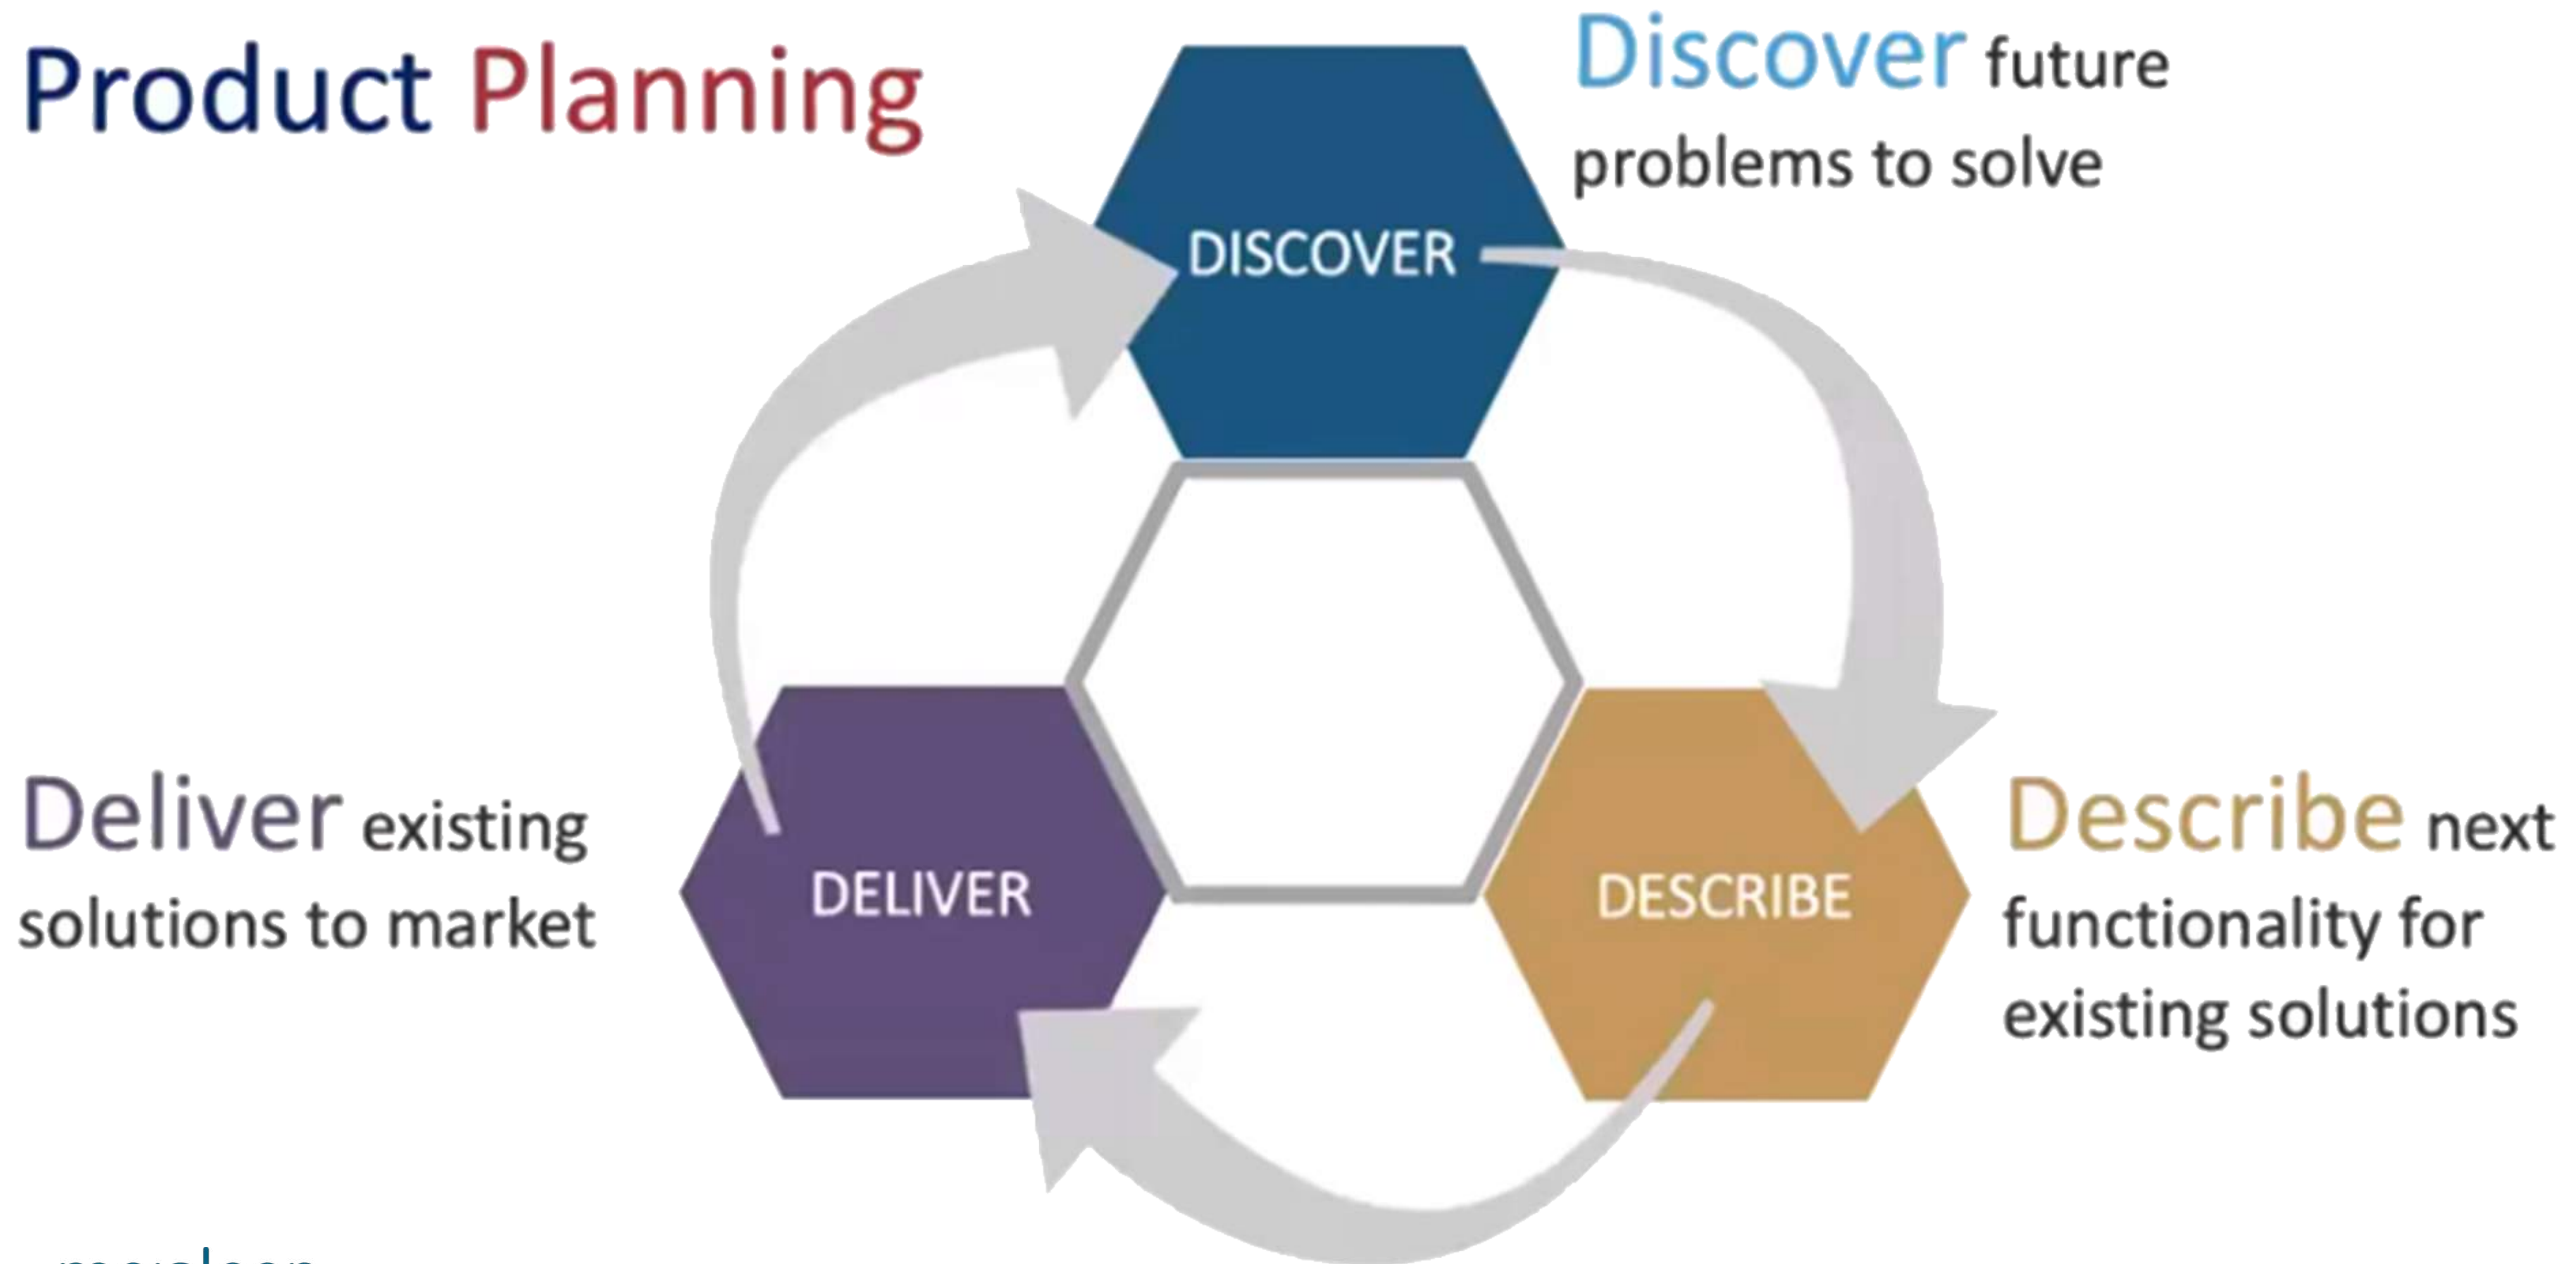 Product Planning
Discover future
problems to solve
DISCOVER
Deliver existing
solutions to market
DELIVER
DESCRIBE
Describe next
functionality for
existing solutions